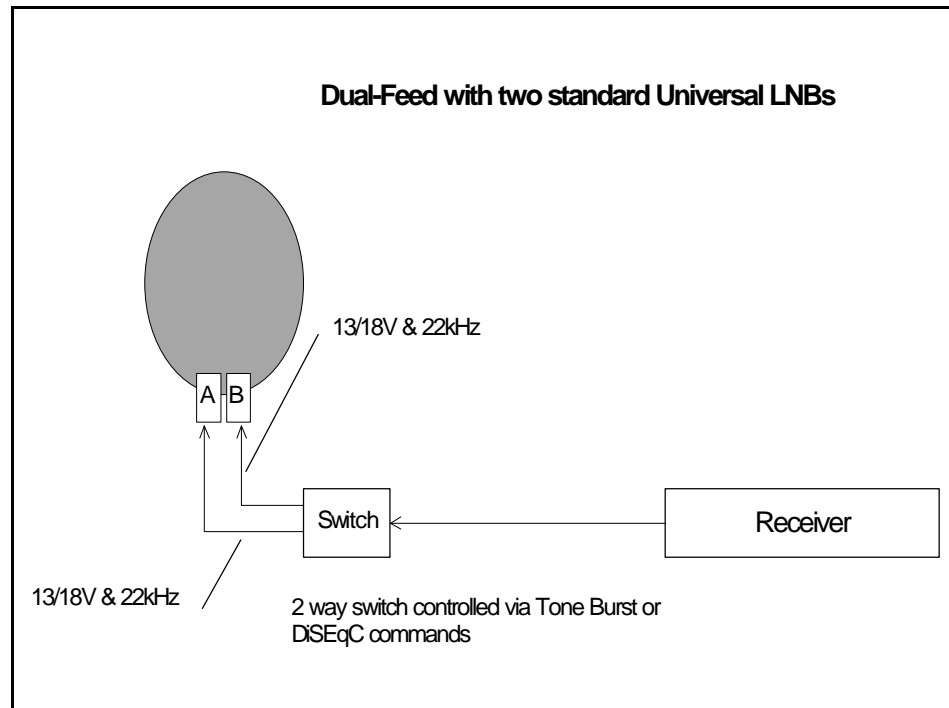 Dual-Feed with two standard Universal LNBs
13/18V & 22kHz
A B
Switch
Receiver
13/18V & 22kHz
2 way switch controlled via Tone Burst or
DiSEqC commands